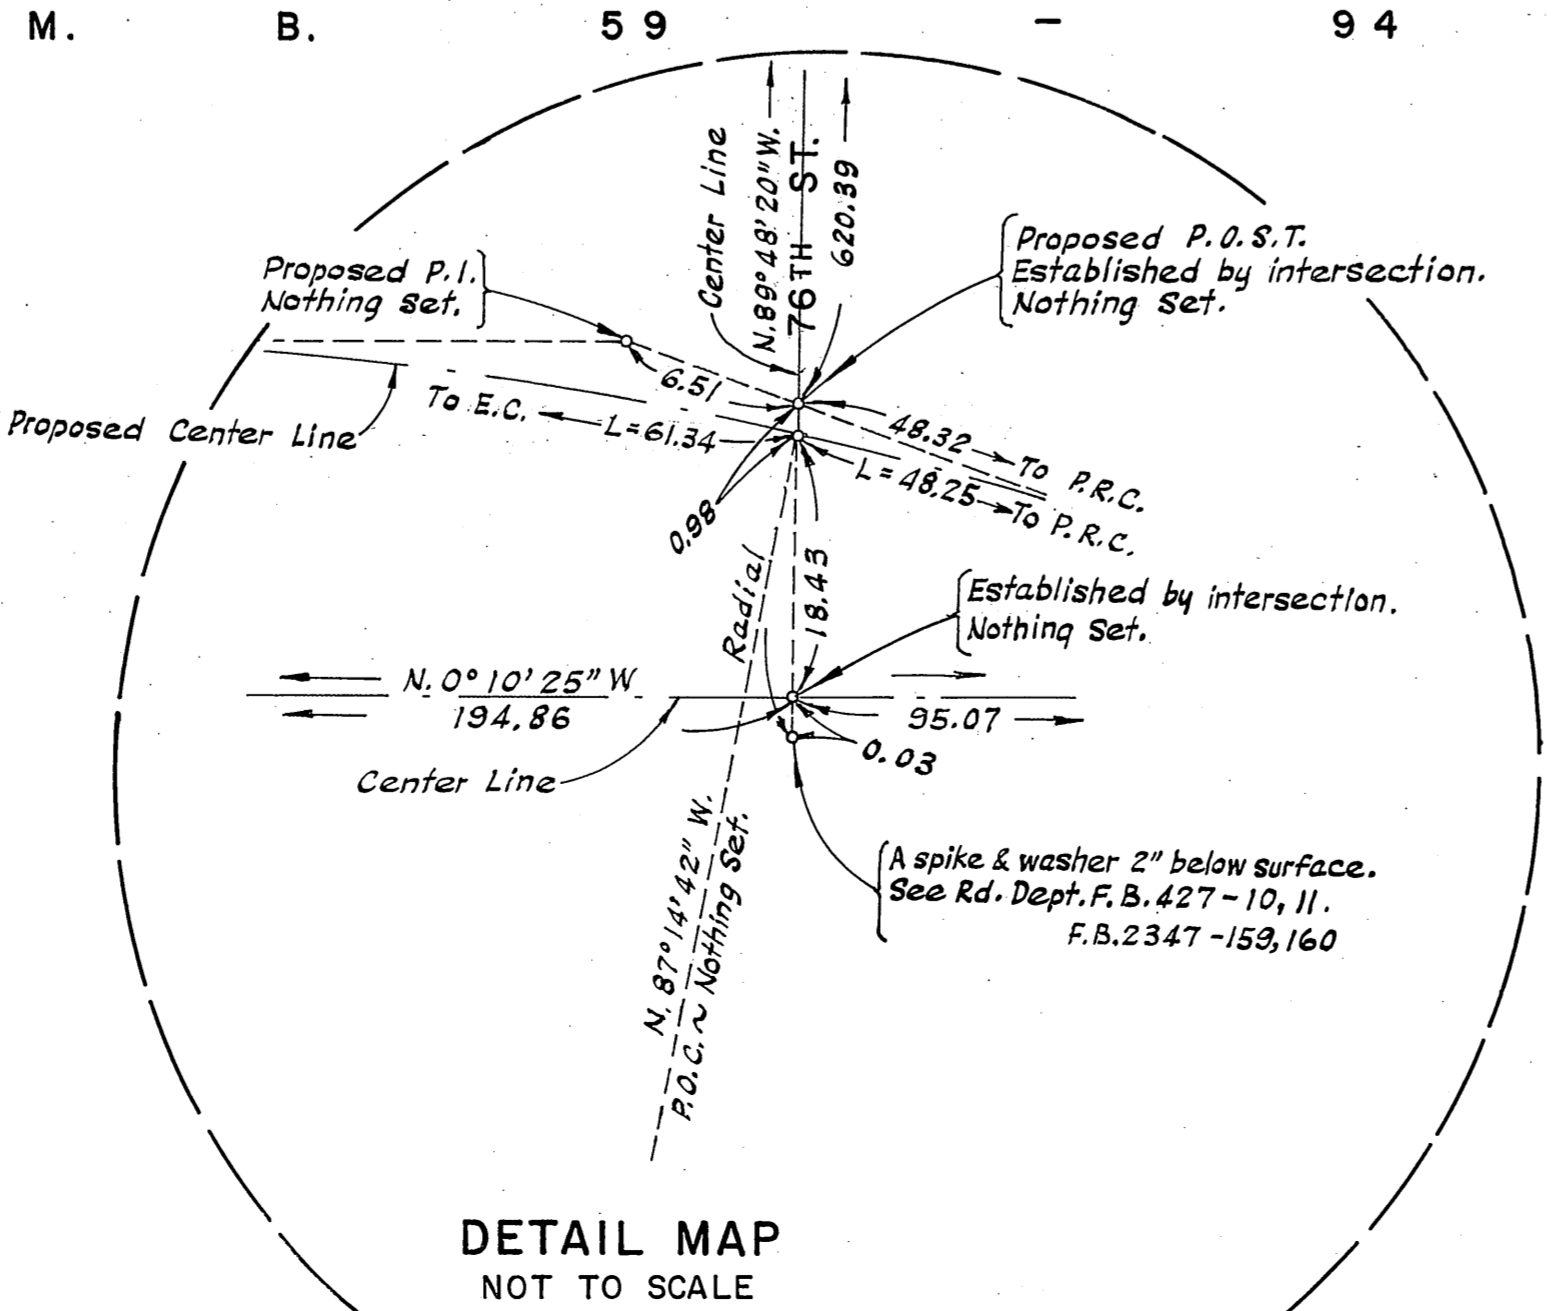 M. B. 59 - 94
Center Line
N. 89° 48' 20" W.
76TH ST.
620.39
Proposed P.O.S.T.
Established by intersection.
Nothing Set.
Proposed P.I.
Nothing Set.
6.51
To E.C.
L=61.34
Proposed Center Line
48.32
To P.R.C.
L=48.25
To P.R.C.
0.98
Radial
18.43
Established by intersection.
Nothing Set.
N. 0° 10' 25" W.
194.86
95.07
0.03
Center Line
N. 87° 14' 42" W.
P.O.C. ~ Nothing Set.
A spike & washer 2" below surface.
See Rd. Dept. F.B. 427-10, 11.
F.B. 2347-159, 160
DETAIL MAP
NOT TO SCALE